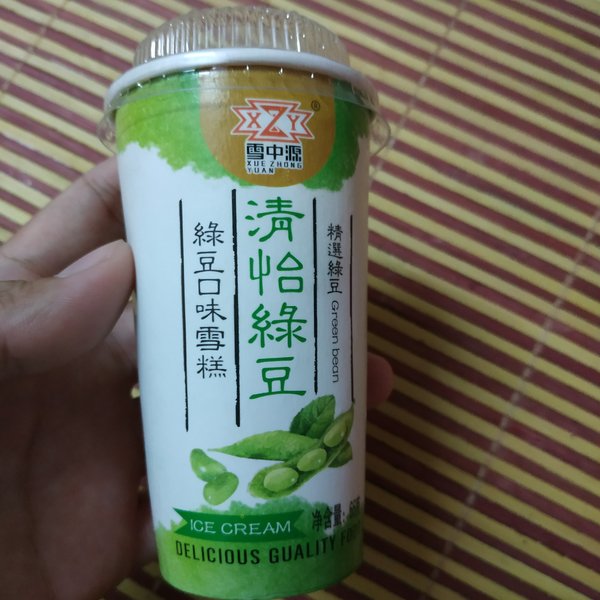 XZY
®
雪中源
XUE ZHONG
YUAN
精選綠豆 Green bean
清怡綠豆
綠豆口味雪糕
ICE CREAM
净含量:
DELICIOUS GUALITY